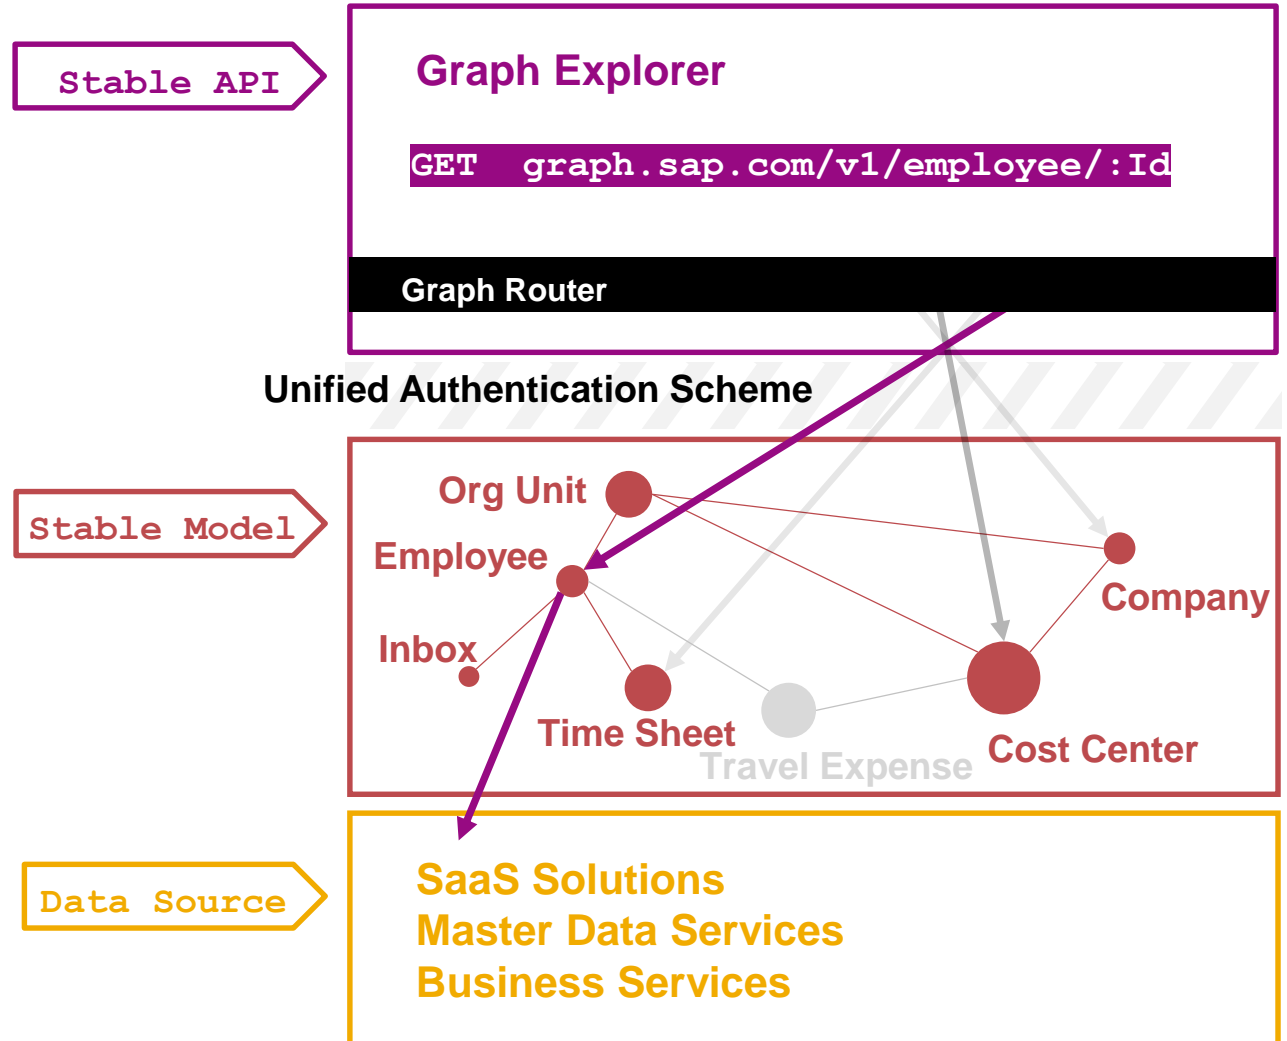 Stable API
Graph Explorer
GET graph.sap.com/v1/employee/:Id
Graph Router
Unified Authentication Scheme
Stable Model
Org Unit
Employee
Company
Inbox
Time Sheet
Cost Center
Travel Expense
Data Source
SaaS Solutions
Master Data Services
Business Services